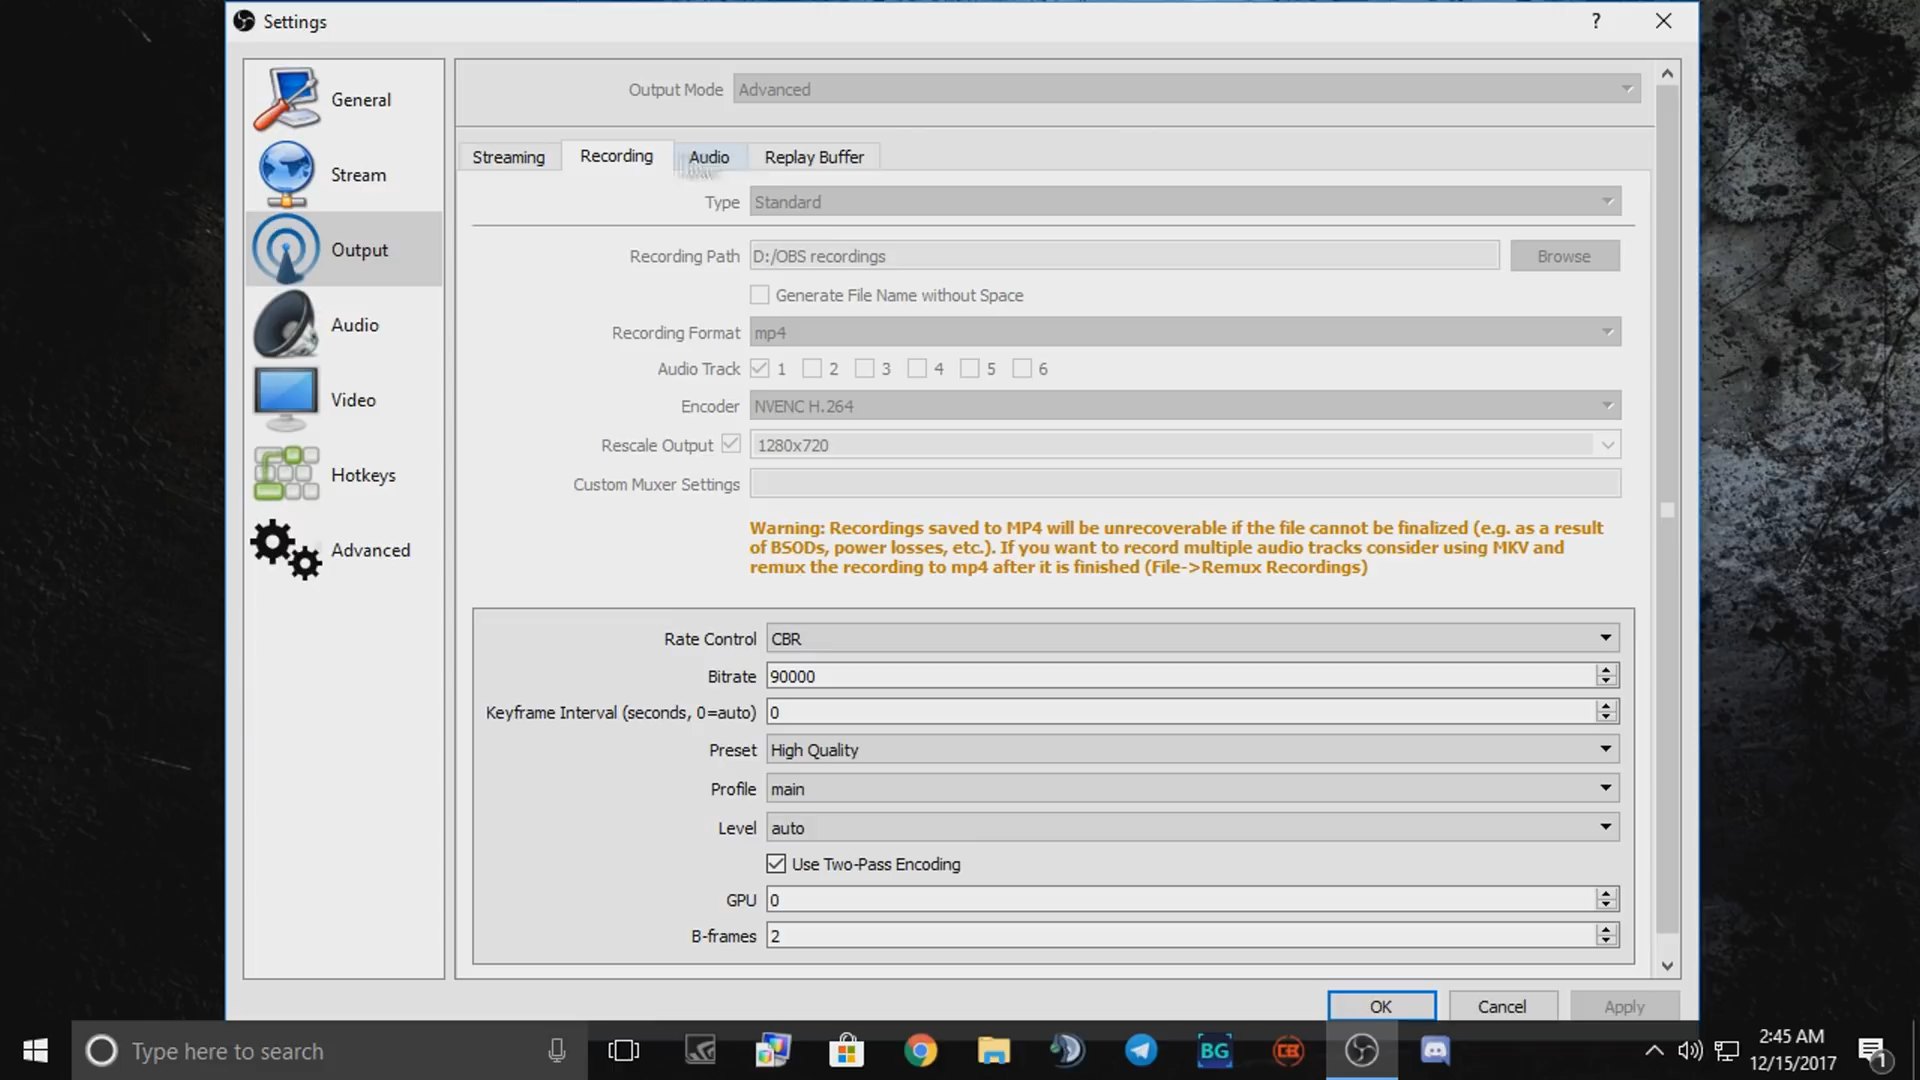 Settings
?
General
Stream
Output
Audio
Video
Hotkeys
Advanced
Output Mode Advanced
Streaming Recording Audio Replay Buffer
Type Standard
Recording Path D:/OBS recordings Browse
Generate File Name without Space
Recording Format mp4
Audio Track 1 2 3 4 5 6
Encoder NVENC H.264
Rescale Output 1280x720
Custom Muxer Settings
Warning: Recordings saved to MP4 will be unrecoverable if the file cannot be finalized (e.g. as a result
of BSODs, power losses, etc.). If you want to record multiple audio tracks consider using MKV and
remux the recording to mp4 after it is finished (File->Remux Recordings)
Rate Control CBR
Bitrate 90000
Keyframe Interval (seconds, 0=auto) 0
Preset High Quality
Profile main
Level auto
Use Two-Pass Encoding
GPU 0
B-frames 2
OK Cancel Apply
Type here to search
BG
CB
2:45 AM
12/15/2017
1